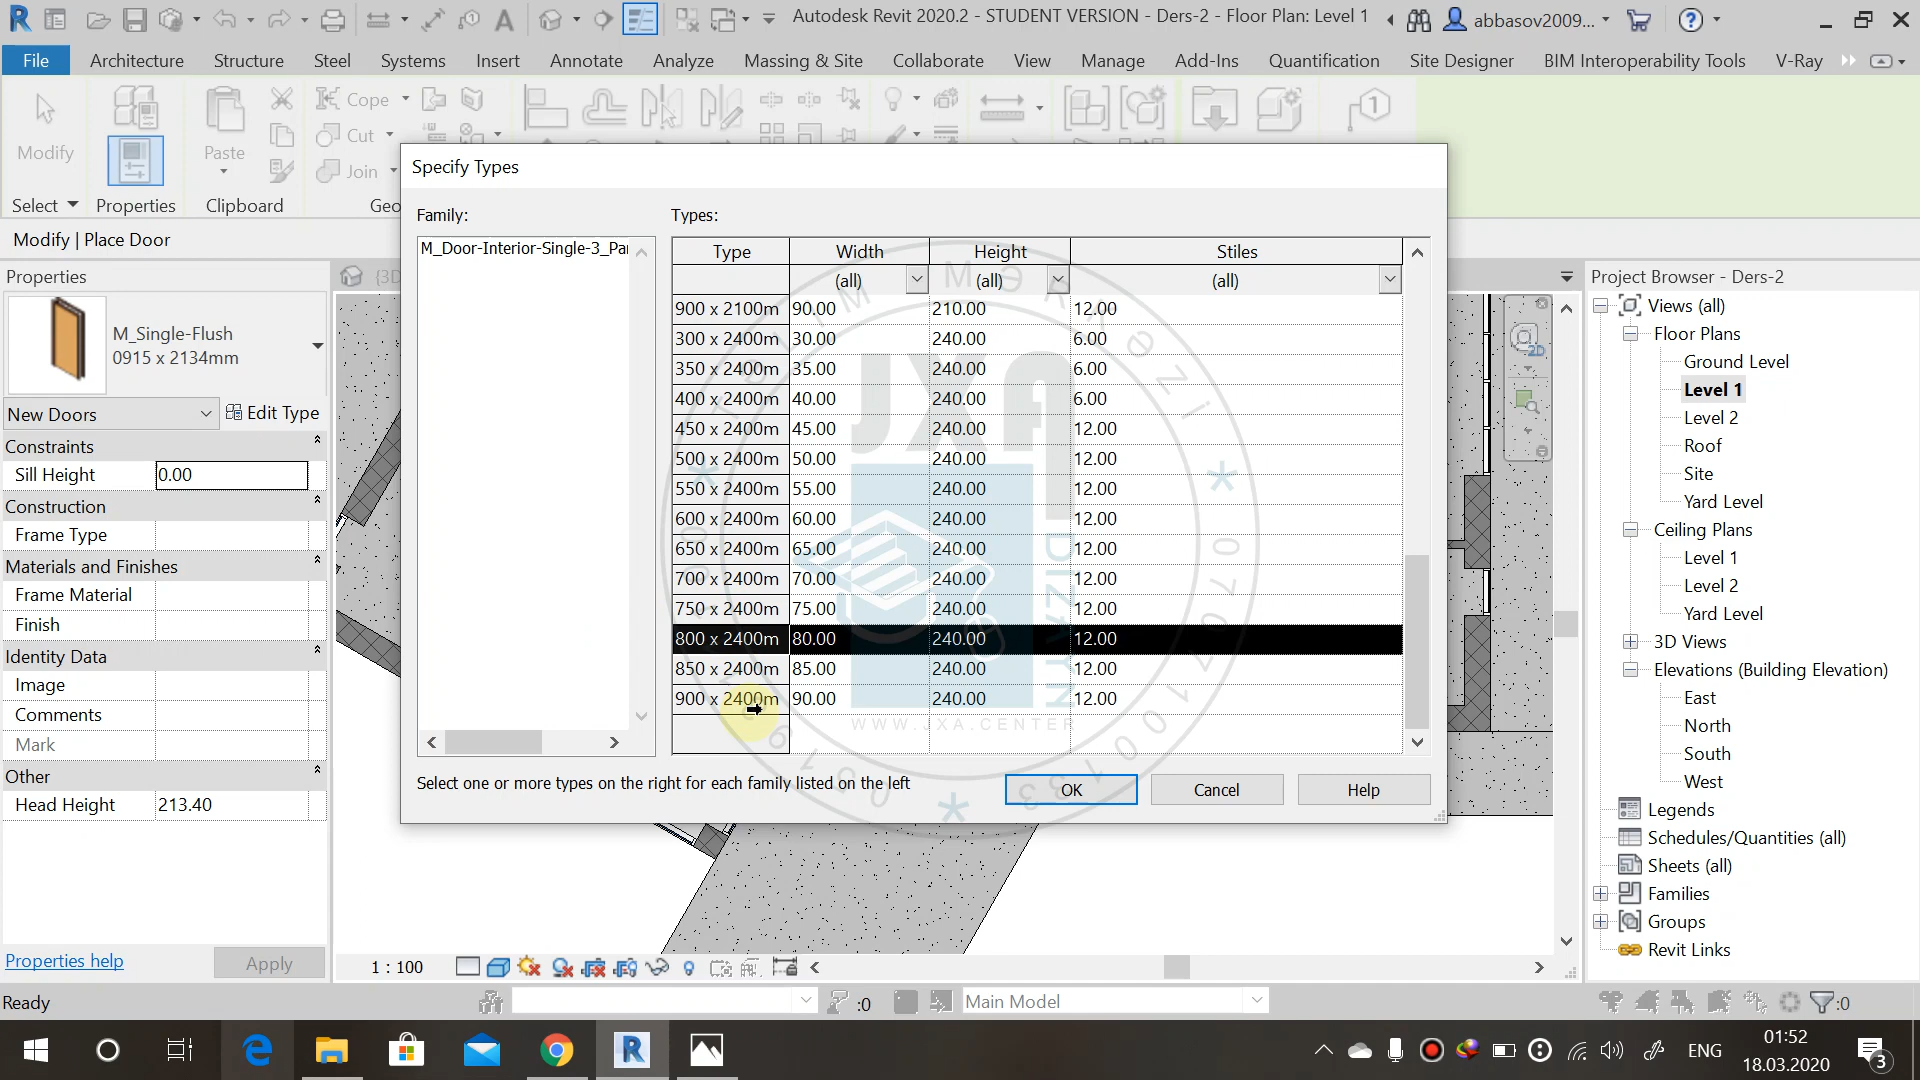 Autodesk Revit 2020.2 - STUDENT VERSION - Ders-2 - Floor Plan: Level 1
abbasov2009...
File Architecture Structure Steel Systems Insert Annotate Analyze Massing & Site Collaborate View Manage Add-Ins Quantification Site Designer BIM Interoperability Tools V-Ray
Modify
Paste
Cope
Cut
Join
Select Properties Clipboard Geo
Modify | Place Door
Properties
M_Single-Flush
0915 x 2134mm
New Doors
Edit Type
Constraints
Sill Height 0.00
Construction
Frame Type
Materials and Finishes
Frame Material
Finish
Identity Data
Image
Comments
Mark
Other
Head Height 213.40
Properties help
Apply
Specify Types
Family:
M_Door-Interior-Single-3_Pa
Types:
Type Width Height Stiles
(all) (all) (all)
900 x 2100m 90.00 210.00 12.00
300 x 2400m 30.00 240.00 6.00
350 x 2400m 35.00 240.00 6.00
400 x 2400m 40.00 240.00 6.00
450 x 2400m 45.00 240.00 12.00
500 x 2400m 50.00 240.00 12.00
550 x 2400m 55.00 240.00 12.00
600 x 2400m 60.00 240.00 12.00
650 x 2400m 65.00 240.00 12.00
700 x 2400m 70.00 240.00 12.00
750 x 2400m 75.00 240.00 12.00
800 x 2400m 80.00 240.00 12.00
850 x 2400m 85.00 240.00 12.00
900 x 2400m 90.00 240.00 12.00
Select one or more types on the right for each family listed on the left
OK Cancel Help
JXA
DIZAYN
WWW.JXA.CENTER
Project Browser - Ders-2
Views (all)
Floor Plans
Ground Level
Level 1
Level 2
Roof
Site
Yard Level
Ceiling Plans
Level 1
Level 2
Yard Level
3D Views
Elevations (Building Elevation)
East
North
South
West
Legends
Schedules/Quantities (all)
Sheets (all)
Families
Groups
Revit Links
1 : 100
Ready
:0
Main Model
:0
ENG
01:52
18.03.2020
3